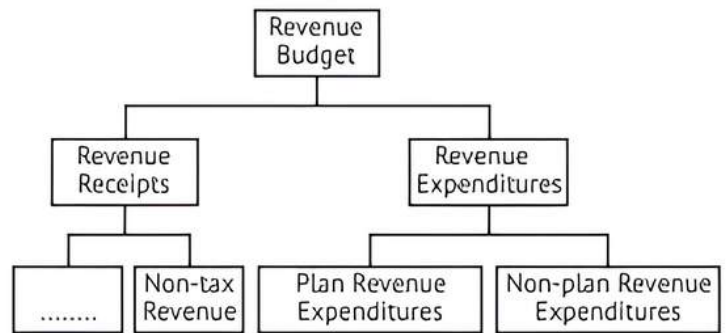 Revenue
Budget
Revenue
Receipts
Revenue
Expenditures
........
Non-tax
Revenue
Plan Revenue
Expenditures
Non-plan Revenue
Expenditures